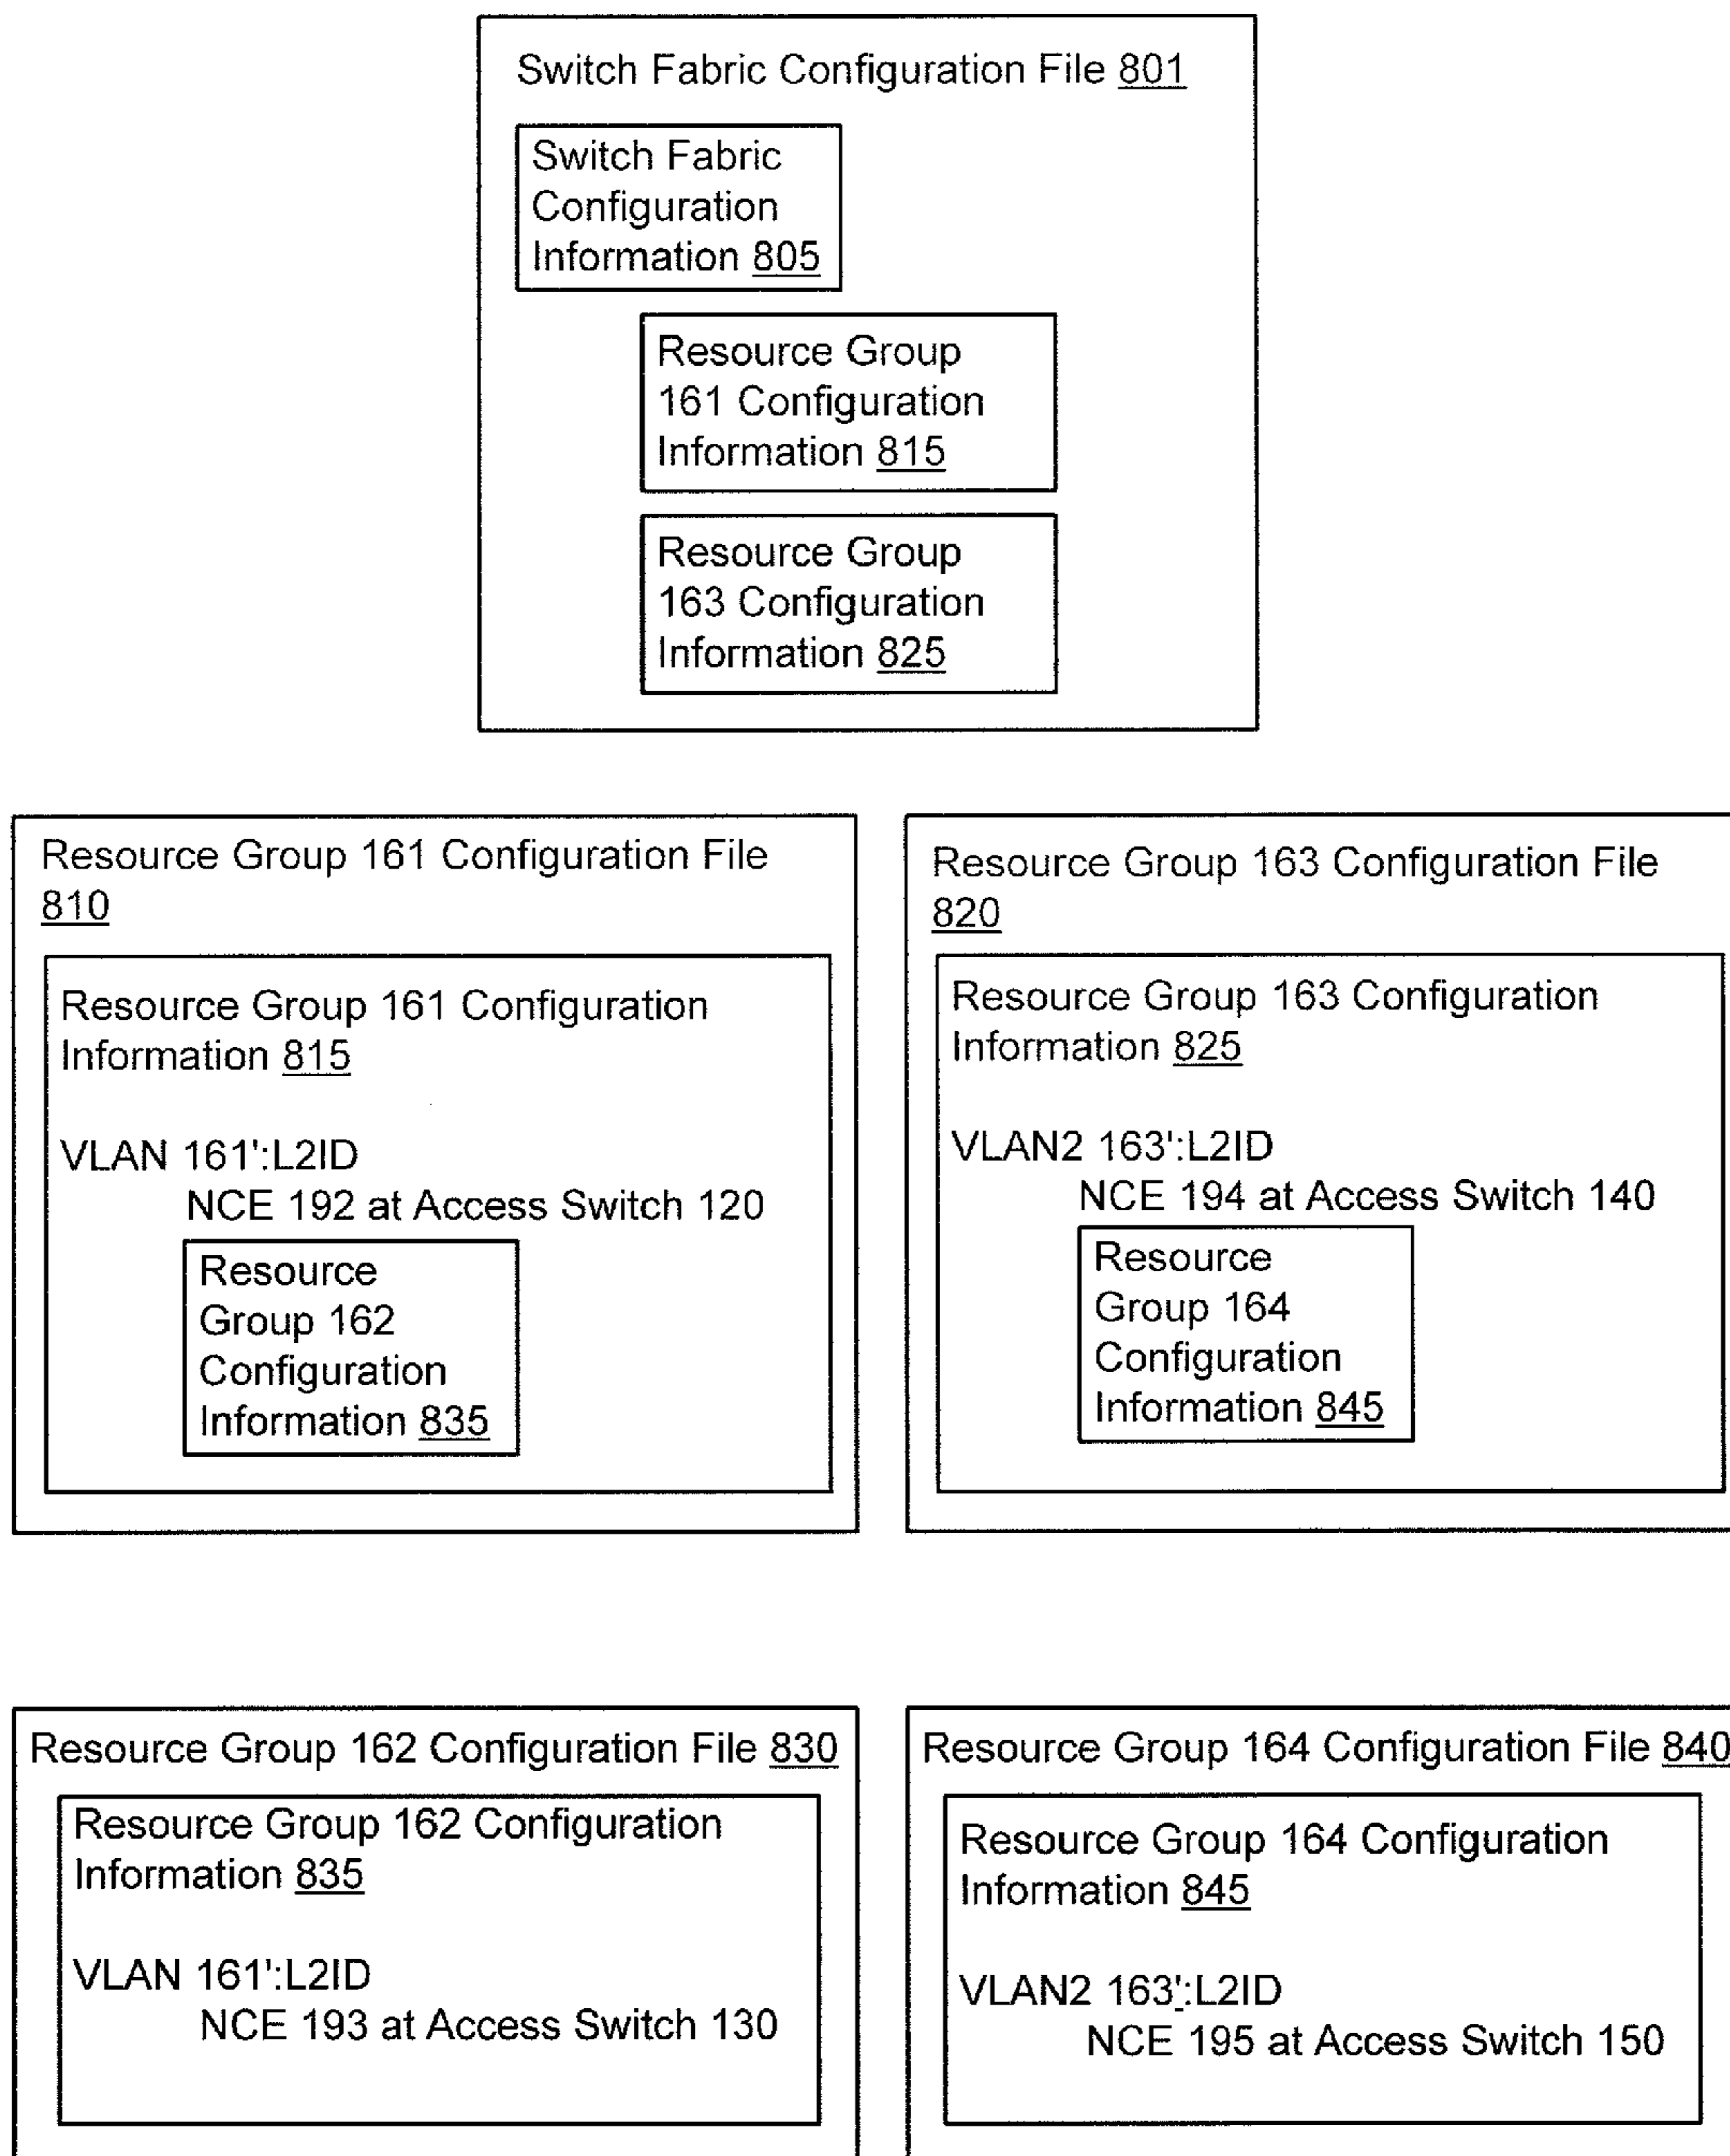 Switch Fabric Configuration File 801
Switch Fabric
Configuration
Information 805
Resource Group
161 Configuration
Information 815
Resource Group
163 Configuration
Information 825
Resource Group 161 Configuration File
810
Resource Group 161 Configuration
Information 815
VLAN 161':L2ID
NCE 192 at Access Switch 120
Resource
Group 162
Configuration
Information 835
Resource Group 163 Configuration File
820
Resource Group 163 Configuration
Information 825
VLAN2 163':L2ID
NCE 194 at Access Switch 140
Resource
Group 164
Configuration
Information 845
Resource Group 162 Configuration File 830
Resource Group 162 Configuration
Information 835
VLAN 161':L2ID
NCE 193 at Access Switch 130
Resource Group 164 Configuration File 840
Resource Group 164 Configuration
Information 845
VLAN2 163':L2ID
NCE 195 at Access Switch 150